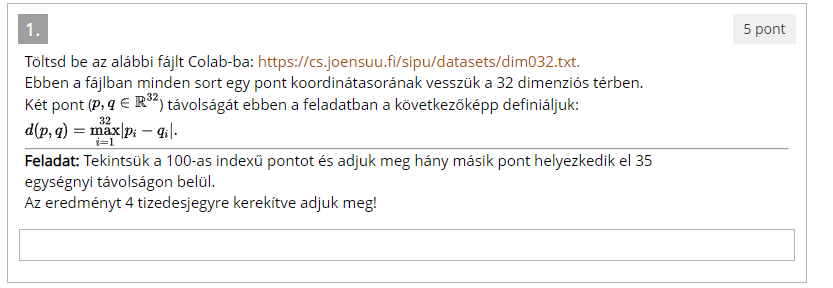 1.
5 pont
Töltsd be az alábbi fájlt Colab-ba: https://cs.joensuu.fi/sipu/datasets/dim032.txt.
Ebben a fájlban minden sort egy pont koordinátasorának vesszük a 32 dimenziós térben.
Két pont (p, q ∈ ℝ³²) távolságát ebben a feladatban a következőképp definiáljuk:
d(p, q) = max_{i=1}^{32} |p_i − q_i|.
Feladat: Tekintsük a 100-as indexű pontot és adjuk meg hány másik pont helyezkedik el 35
egységnyi távolságon belül.
Az eredményt 4 tizedesjegyre kerekítve adjuk meg!